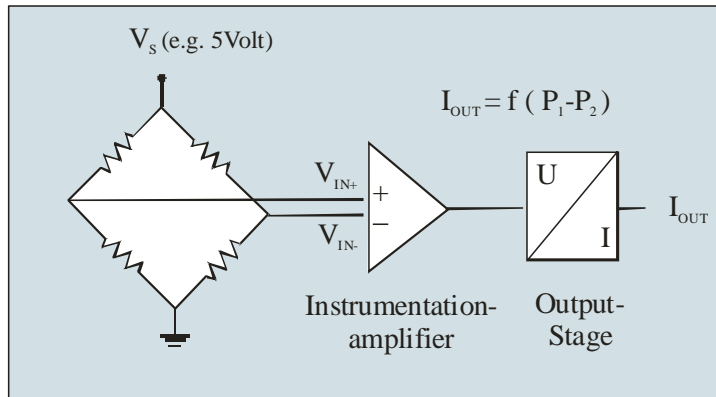 V_S (e.g. 5Volt)
I_OUT = f ( P_1-P_2 )
V_IN+
+
U
I
I_OUT
−
V_IN-
Instrumentation-
amplifier
Output-
Stage